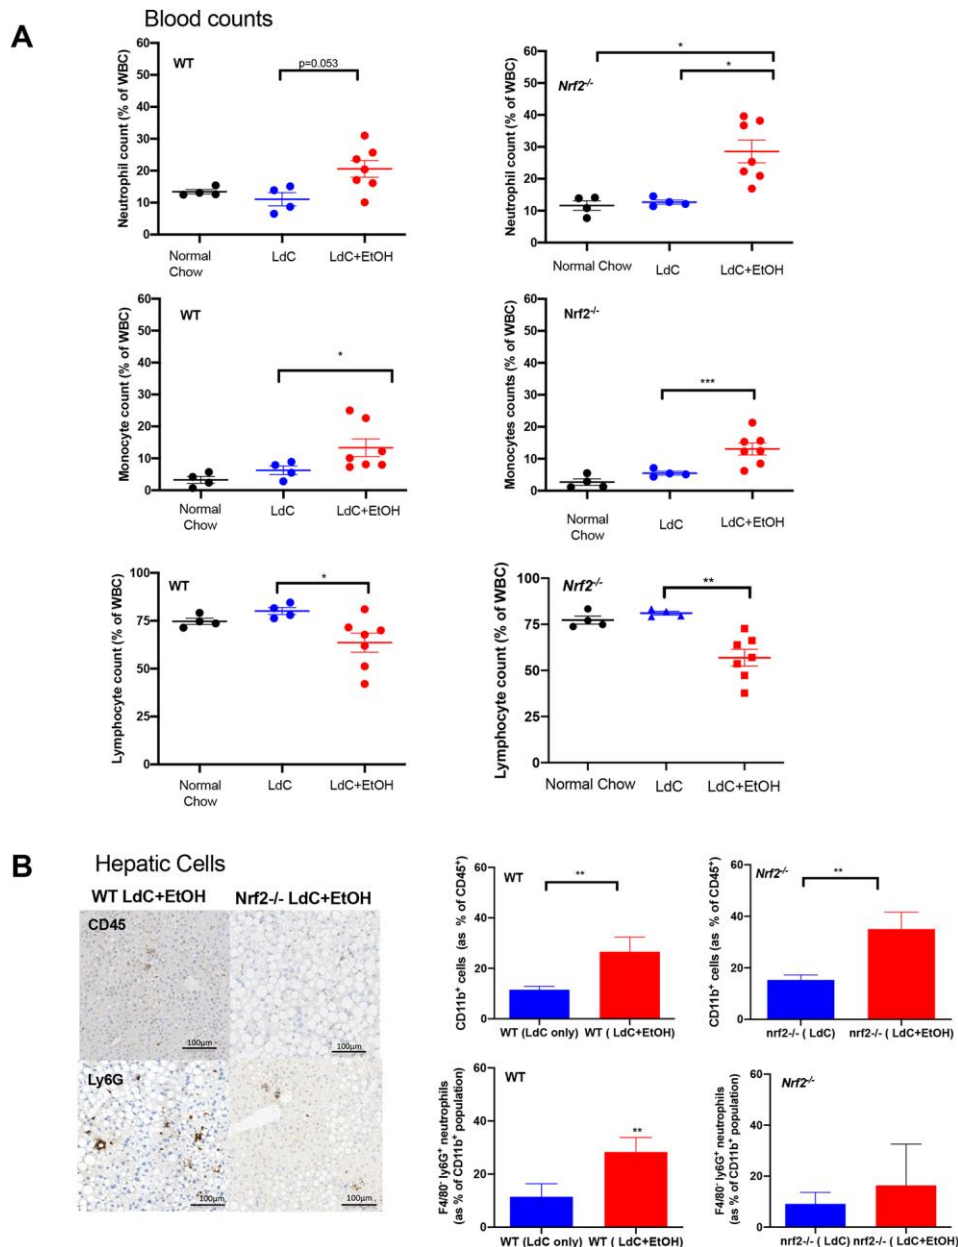 A
Blood counts
WT
p=0.053
Neutrophil count (% of WBC)
60
50
40
30
20
10
0
Normal
Chow
LdC
LdC+EtOH
Nrf2-/-
*
*
Neutrophil count (% of WBC)
60
50
40
30
20
10
0
Normal Chow
LdC
LdC+EtOH
WT
*
Monocyte count (% of WBC)
60
50
40
30
20
10
0
Normal
Chow
LdC
LdC+EtOH
Nrf2-/-
***
Monocytes counts (% of WBC)
60
50
40
30
20
10
0
Normal
Chow
LdC
LdC+EtOH
WT
*
Lymphocyte count (% of WBC)
100
75
50
25
0
Normal
Chow
LdC
LdC+EtOH
Nrf2-/-
**
Lymphocyte count (% of WBC)
100
75
50
25
0
Normal Chow
LdC
LdC+EtOH
B
Hepatic Cells
WT LdC+EtOH
Nrf2-/- LdC+EtOH
CD45
100µm
100µm
Ly6G
100µm
100µm
WT
**
CD11b+ cells (as % of CD45+)
60
40
20
0
WT (LdC only)
WT ( LdC+EtOH)
Nrf2-/-
**
CD11b+ cells (as % of CD45+)
60
40
20
0
nrf2-/- ( LdC)
nrf2-/- ( LdC+EtOH)
WT
**
F4/80- ly6G+ neutrophils
(as % of CD11b+ population)
60
40
20
0
WT (LdC only)
WT ( LdC+EtOH)
Nrf2-/-
F4/80- ly6G+ neutrophils
(as % of CD11b+ population)
60
40
20
0
nrf2-/- ( LdC)
nrf2-/- ( LdC+EtOH)